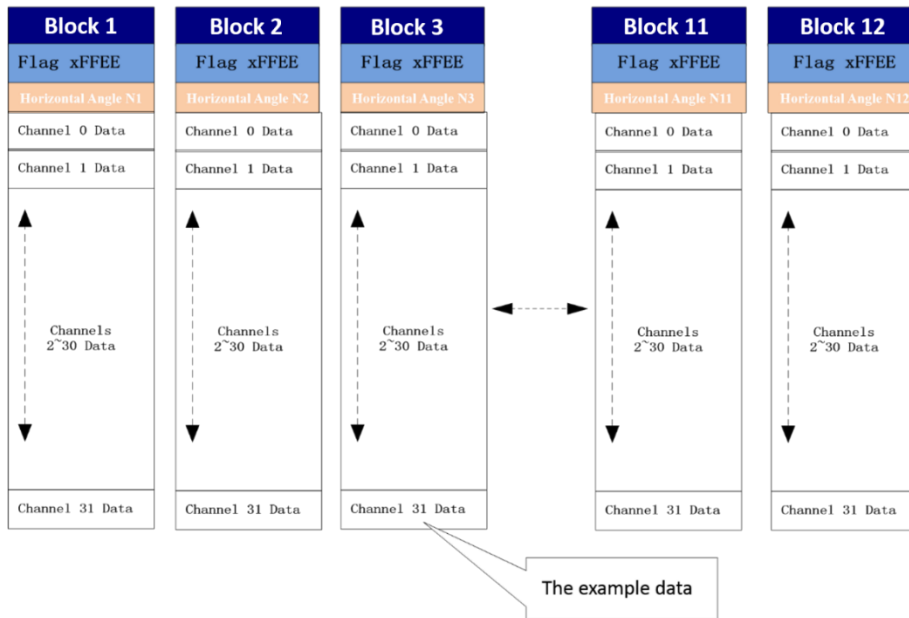 Block 1
Block 2
Block 3
Block 11
Block 12
Flag xFFEE
Flag xFFEE
Flag xFFEE
Flag xFFEE
Flag xFFEE
Horizontal Angle N1
Horizontal Angle N2
Horizontal Angle N3
Horizontal Angle N11
Horizontal Angle N12
Channel 0 Data
Channel 0 Data
Channel 0 Data
Channel 0 Data
Channel 0 Data
Channel 1 Data
Channel 1 Data
Channel 1 Data
Channel 1 Data
Channel 1 Data
Channels
2~30 Data
Channels
2~30 Data
Channels
2~30 Data
Channels
2~30 Data
Channels
2~30 Data
Channel 31 Data
Channel 31 Data
Channel 31 Data
Channel 31 Data
Channel 31 Data
The example data